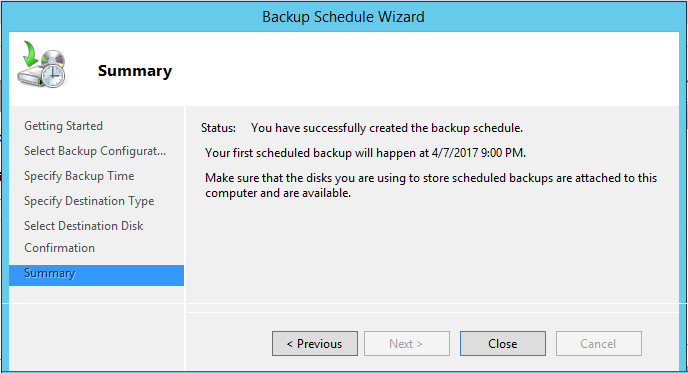 Backup Schedule Wizard
Summary
Getting Started
Select Backup Configurat...
Specify Backup Time
Specify Destination Type
Select Destination Disk
Confirmation
Summary
Status: You have successfully created the backup schedule.
Your first scheduled backup will happen at 4/7/2017 9:00 PM.
Make sure that the disks you are using to store scheduled backups are attached to this
computer and are available.
< Previous
Next >
Close
Cancel